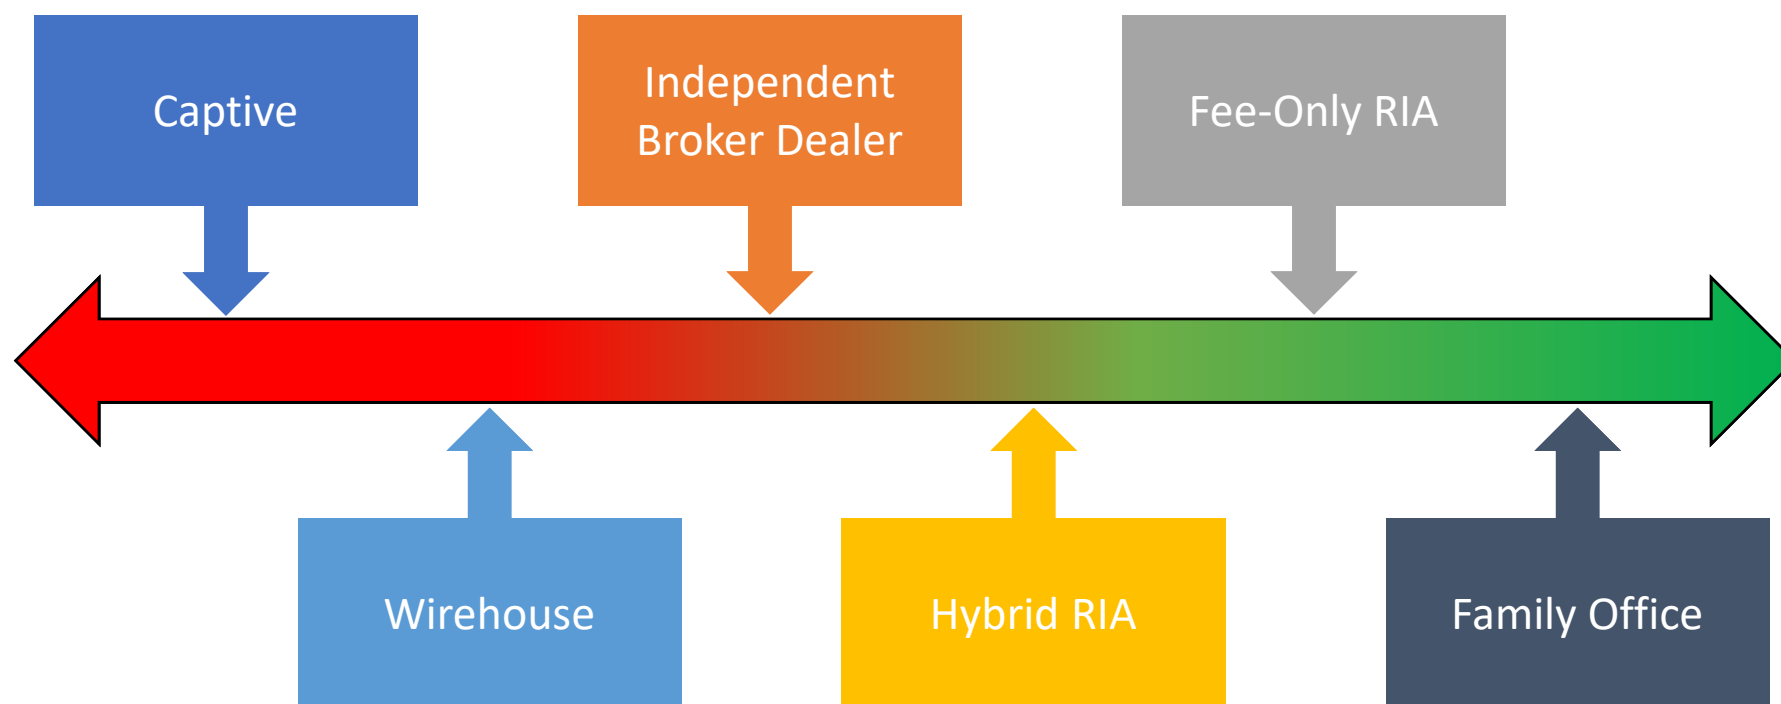 Captive
Independent
Broker Dealer
Fee-Only RIA
Wirehouse
Hybrid RIA
Family Office